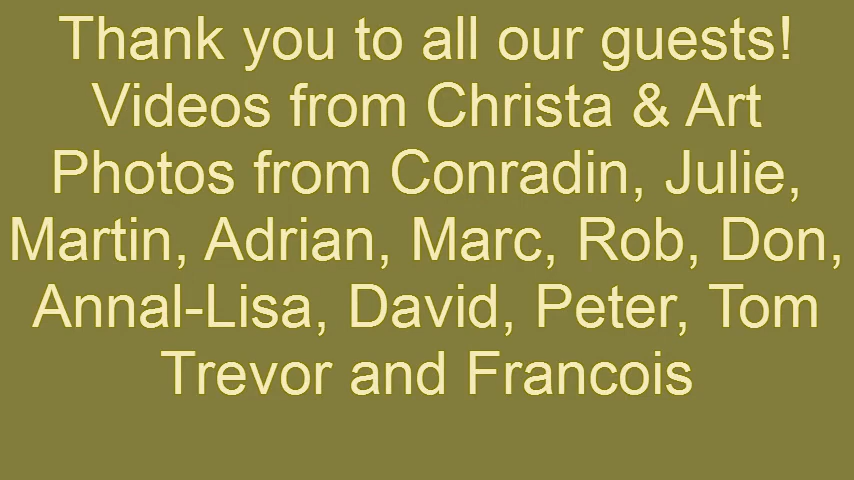 Thank you to all our guests!
Videos from Christa & Art
Photos from Conradin, Julie,
Martin, Adrian, Marc, Rob, Don,
Annal-Lisa, David, Peter, Tom
Trevor and Francois